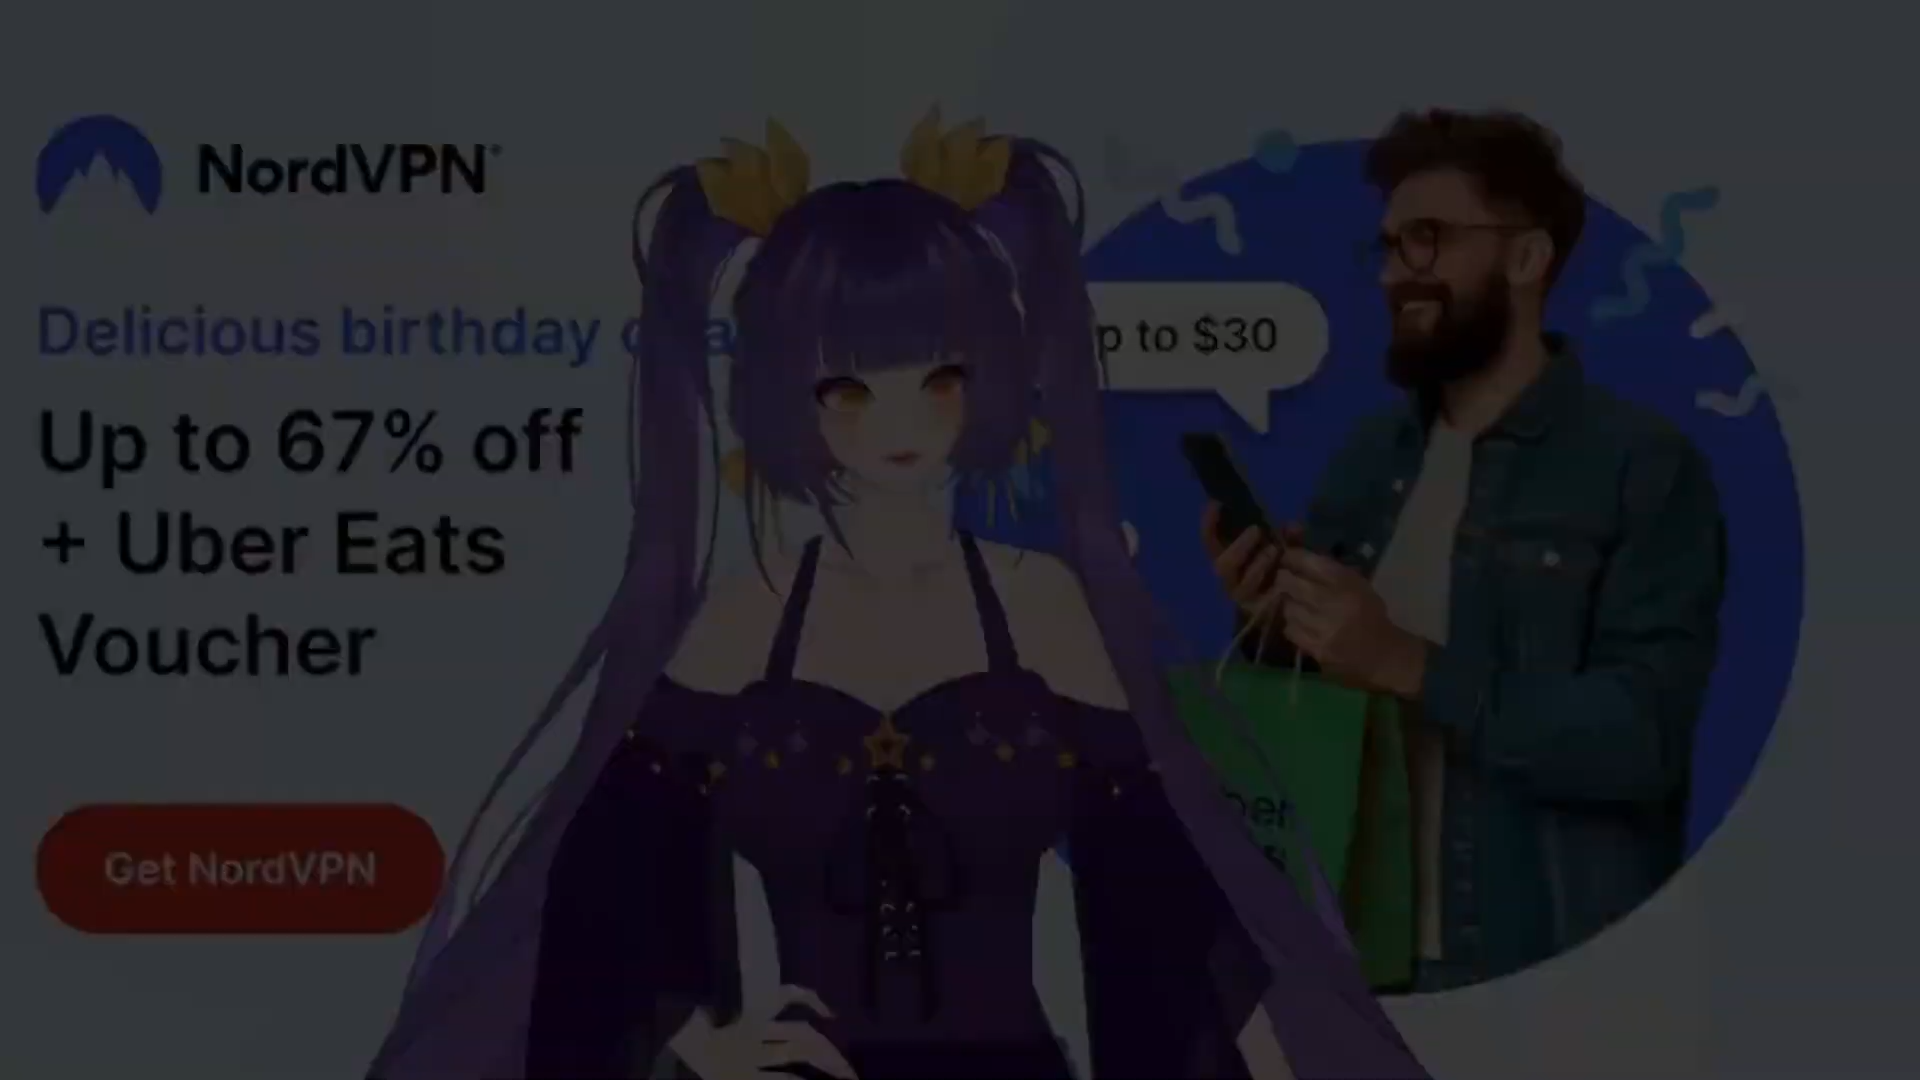 NordVPN®
Delicious birthday
Up to 67% off
+ Uber Eats
Voucher
Get NordVPN
p to $30